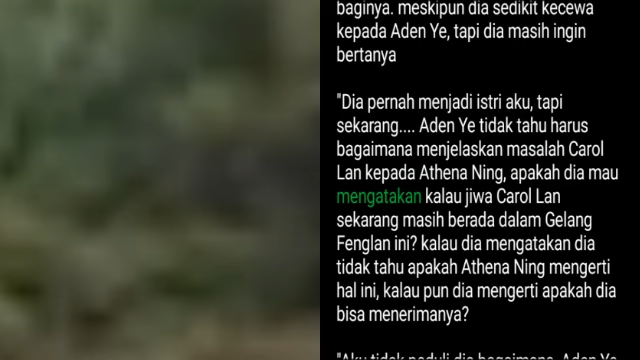 baginya. meskipun dia sedikit kecewa
kepada Aden Ye, tapi dia masih ingin
bertanya
"Dia pernah menjadi istri aku, tapi
sekarang.... Aden Ye tidak tahu harus
bagaimana menjelaskan masalah Carol
Lan kepada Athena Ning, apakah dia mau
mengatakan kalau jiwa Carol Lan
sekarang masih berada dalam Gelang
Fenglan ini? kalau dia mengatakan dia
tidak tahu apakah Athena Ning mengerti
hal ini, kalau pun dia mengerti apakah dia
bisa menerimanya?
"Aku tidak peduli dia bagaimana, Aden Ye